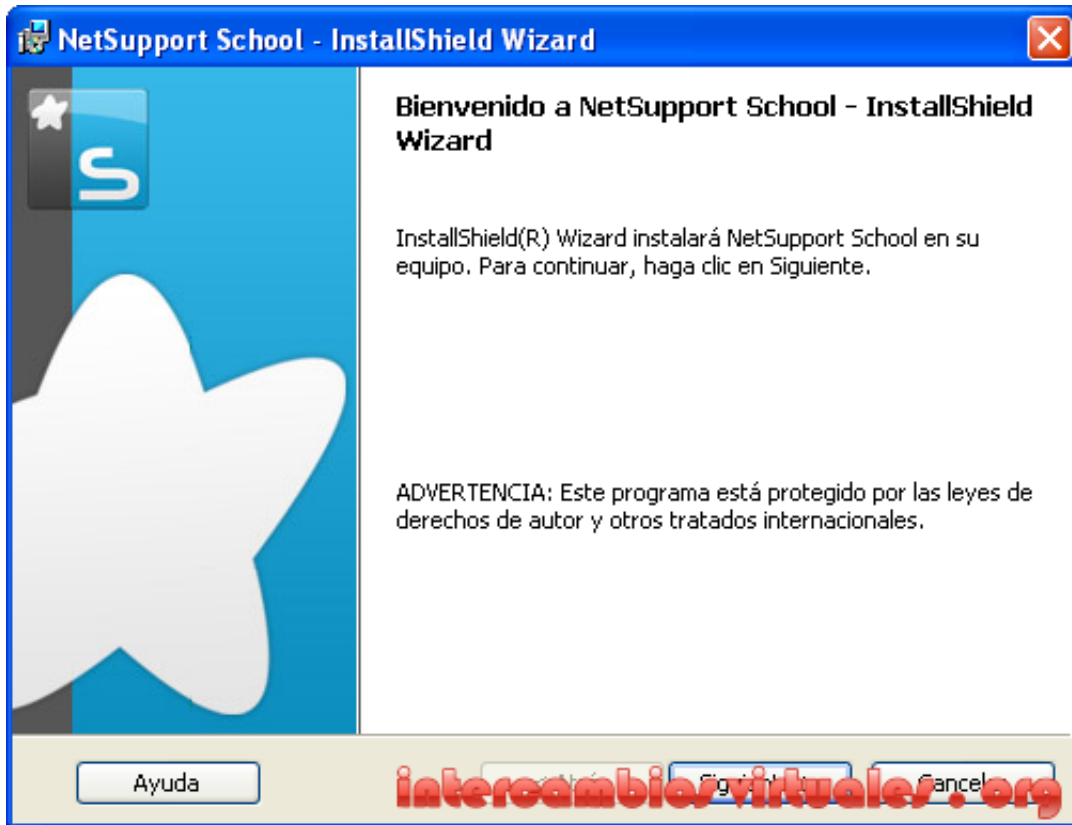 NetSupport School - InstallShield Wizard
S
Bienvenido a NetSupport School - InstallShield
Wizard
InstallShield(R) Wizard instalará NetSupport School en su
equipo. Para continuar, haga clic en Siguiente.
ADVERTENCIA: Este programa está protegido por las leyes de
derechos de autor y otros tratados internacionales.
Ayuda
Cancelar
intercambiosvirtuales.org